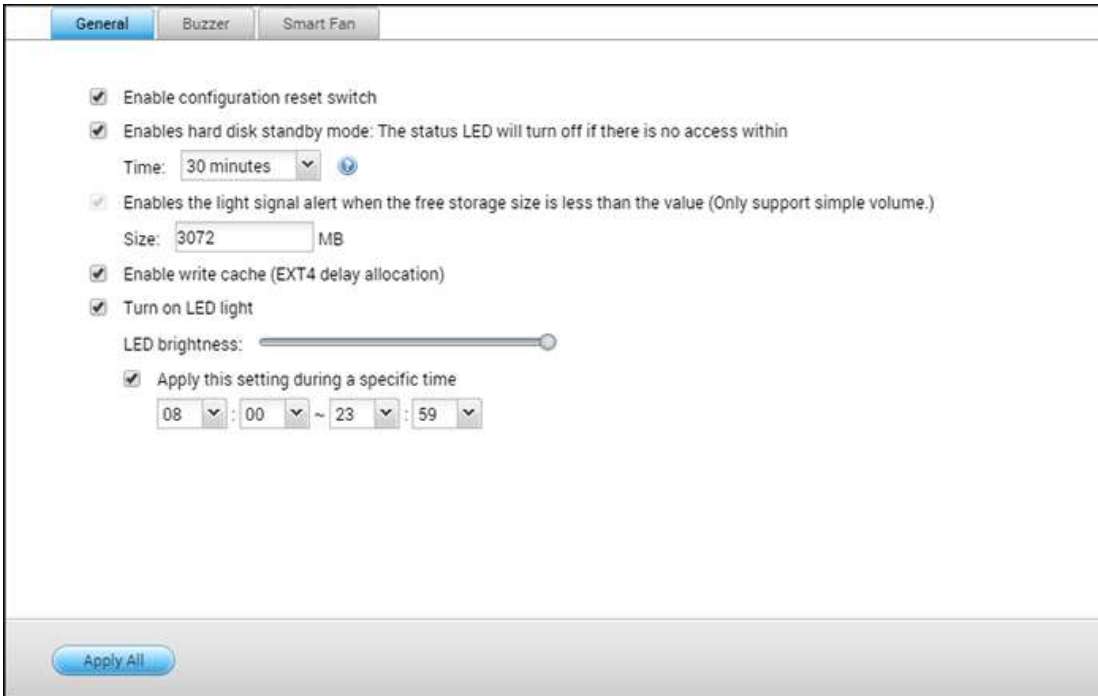 General Buzzer Smart Fan
Enable configuration reset switch
Enables hard disk standby mode: The status LED will turn off if there is no access within
Time: 30 minutes
Enables the light signal alert when the free storage size is less than the value (Only support simple volume.)
Size: 3072 MB
Enable write cache (EXT4 delay allocation)
Turn on LED light
LED brightness:
Apply this setting during a specific time
08 : 00 ~ 23 : 59
Apply All